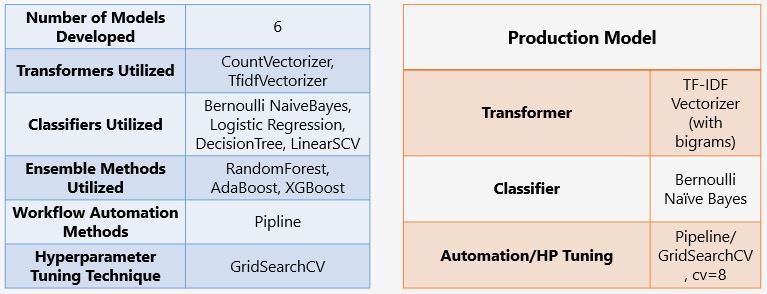 Number of Models
Developed
6
Transformers Utilized
CountVectorizer,
TfidfVectorizer
Classifiers Utilized
Bernoulli NaiveBayes,
Logistic Regression,
DecisionTree, LinearSCV
Ensemble Methods
Utilized
RandomForest,
AdaBoost, XGBoost
Workflow Automation
Methods
Pipline
Hyperparameter
Tuning Technique
GridSearchCV
Production Model
Transformer
TF-IDF
Vectorizer
(with
bigrams)
Classifier
Bernoulli
Naïve Bayes
Automation/HP Tuning
Pipeline/
GridSearchCV
, cv=8